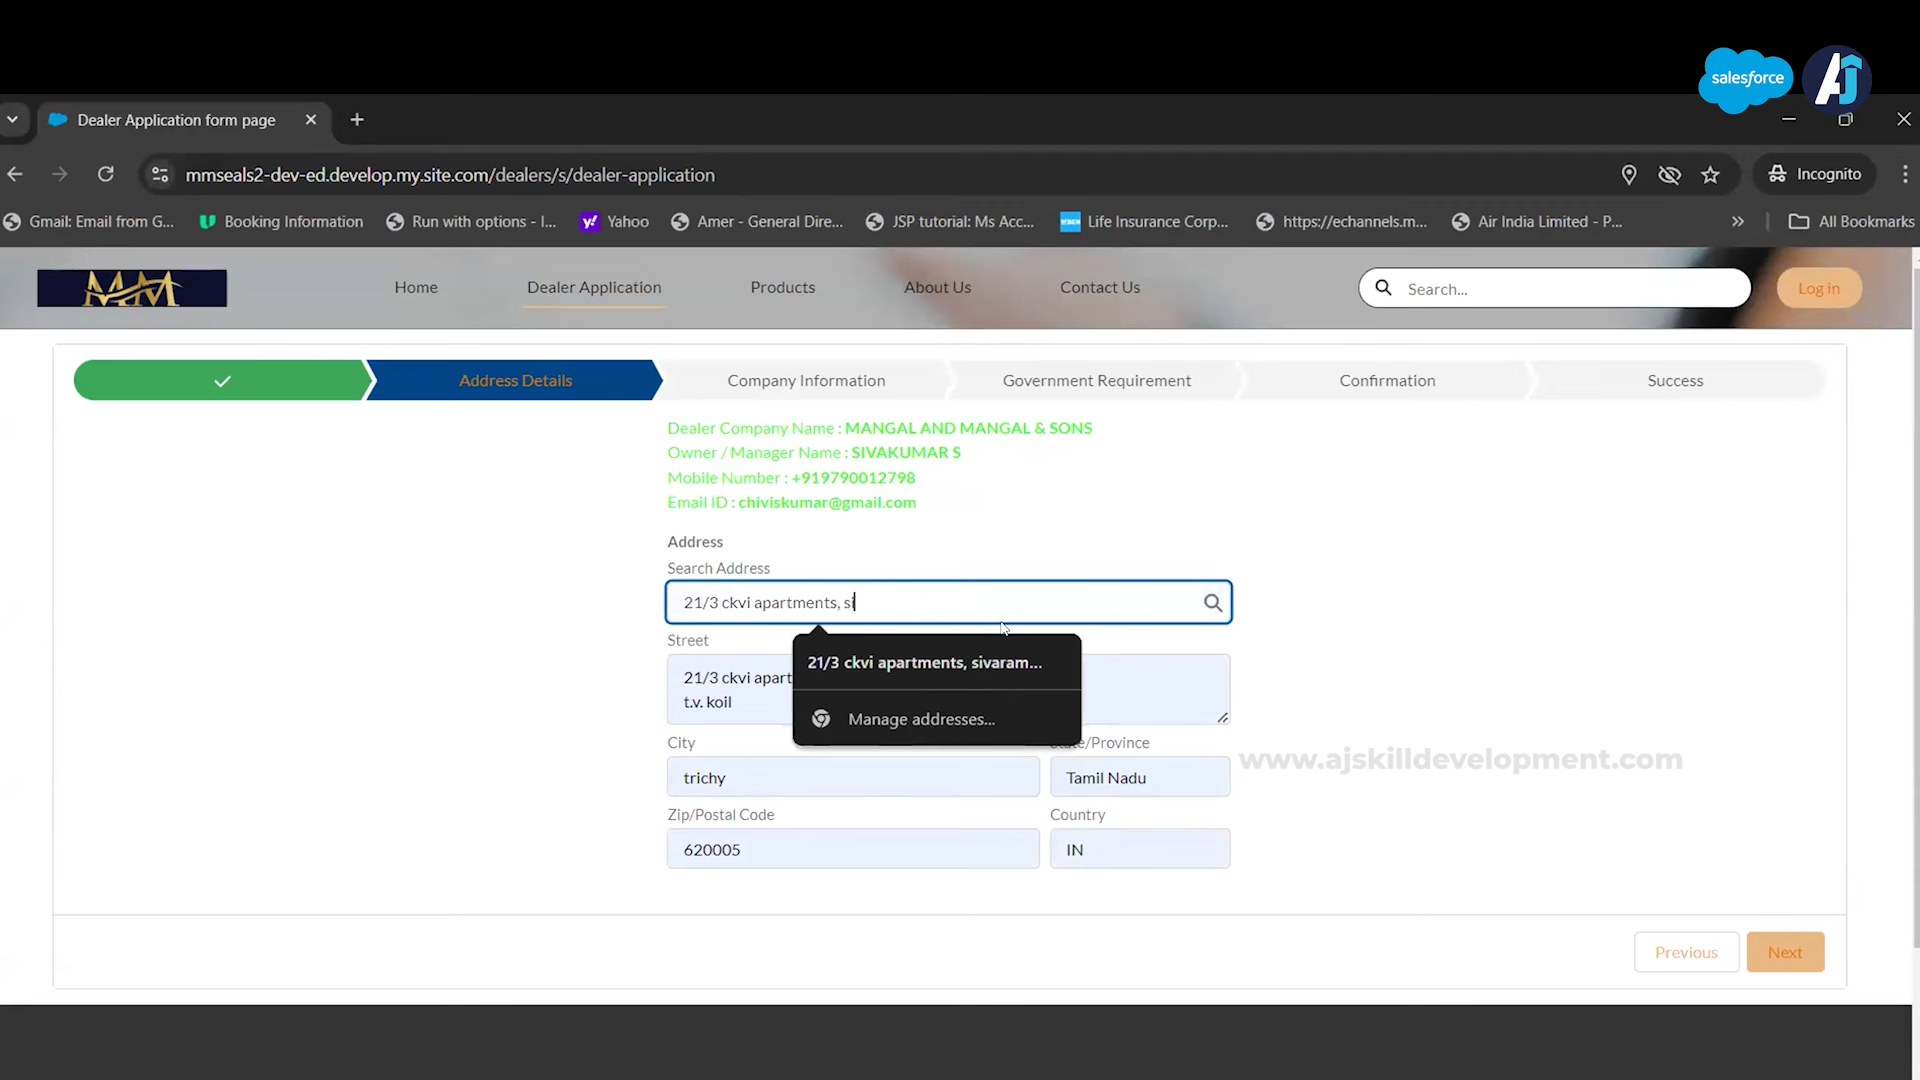 salesforce
AJ
Dealer Application form page
mmseals2-dev-ed.develop.my.site.com/dealers/s/dealer-application
Incognito
Gmail: Email from G...
Booking Information
Run with options - I...
Yahoo
Amer - General Dire...
JSP tutorial: Ms Acc...
Life Insurance Corp...
https://echannels.m...
Air India Limited - P...
All Bookmarks
MM
Home
Dealer Application
Products
About Us
Contact Us
Search...
Log in
Address Details
Company Information
Government Requirement
Confirmation
Success
Dealer Company Name : MANGAL AND MANGAL & SONS
Owner / Manager Name : SIVAKUMAR S
Mobile Number : +919790012798
Email ID : chiviskumar@gmail.com
Address
Search Address
21/3 ckvi apartments, si
Street
21/3 ckvi apart
t.v. koil
21/3 ckvi apartments, sivaram...
Manage addresses...
City
State/Province
trichy
Tamil Nadu
www.ajskilldevelopment.com
Zip/Postal Code
Country
620005
IN
Previous
Next